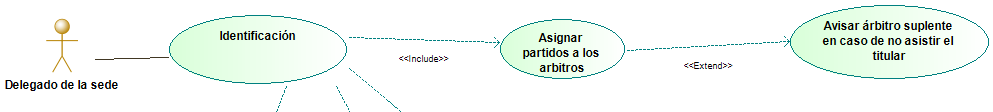 Delegado de la sede
Identificación
<<Include>>
Asignar
partidos a los
arbitros
<<Extend>>
Avisar árbitro suplente
en caso de no asistir el
titular